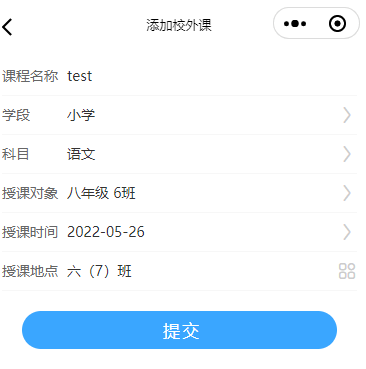 添加校外课
课程名称 test
学段 小学
科目 语文
授课对象 八年级 6班
授课时间 2022-05-26
授课地点 六（7）班
提交